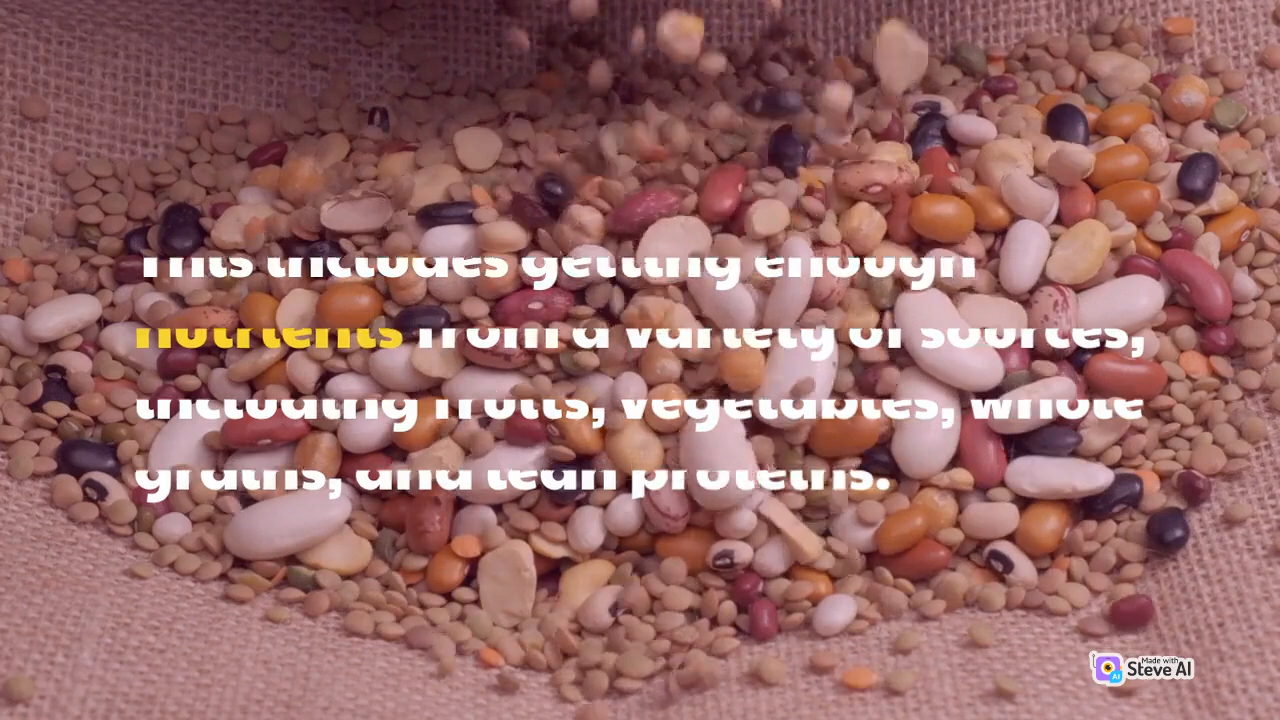 This includes getting enough
nutrients from a variety of sources,
including fruits, vegetables, whole
grains, and lean proteins.
Made with
Steve AI
AI